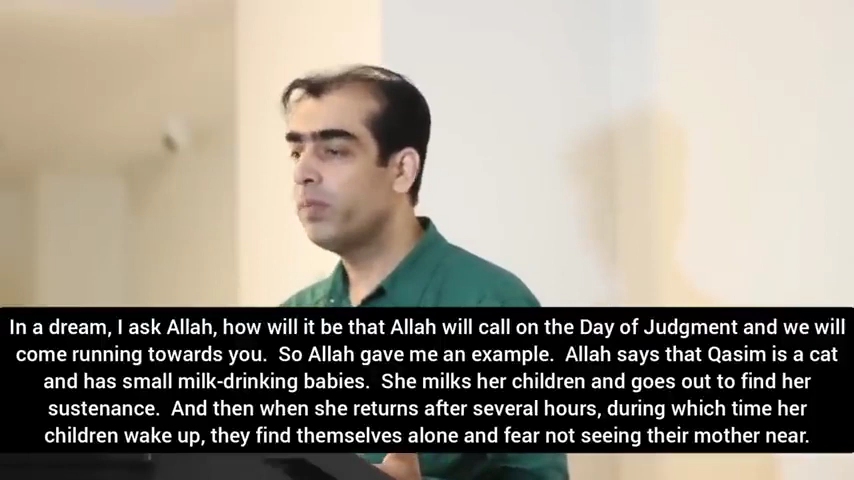 In a dream, I ask Allah, how will it be that Allah will call on the Day of Judgment and we will
come running towards you.  So Allah gave me an example.  Allah says that Qasim is a cat
and has small milk-drinking babies.  She milks her children and goes out to find her
sustenance.  And then when she returns after several hours, during which time her
children wake up, they find themselves alone and fear not seeing their mother near.